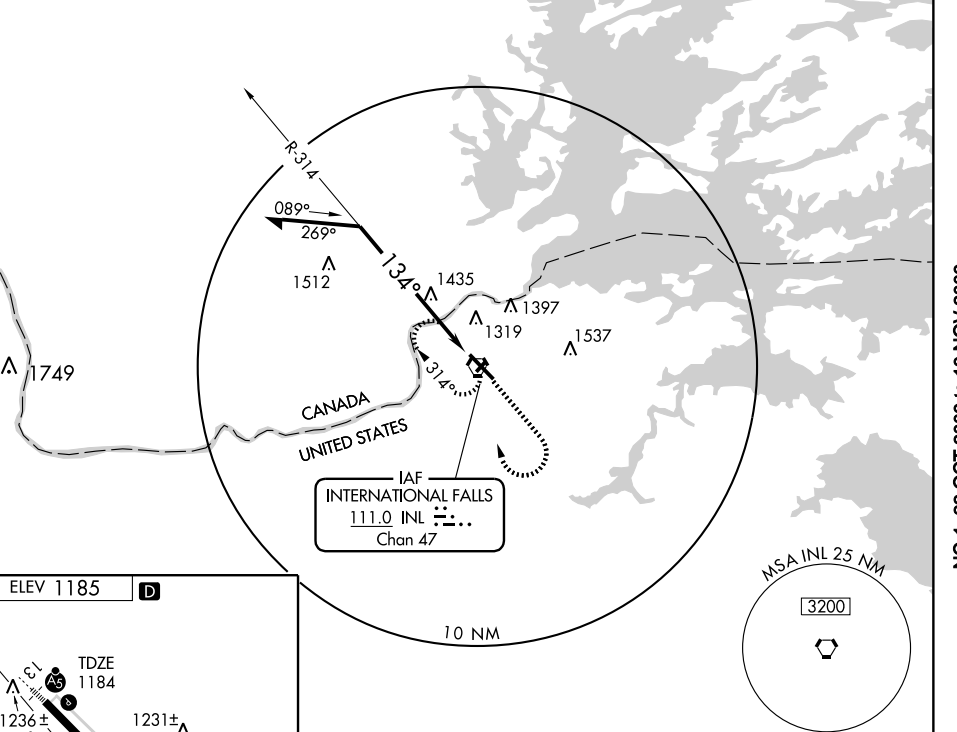 R-314
089°
269°
134°
1512
1435
1397
1319
1537
1749
314°
CANADA
UNITED STATES
IAF
INTERNATIONAL FALLS
111.0 INL
Chan 47
10 NM
MSA INL 25 NM
3200
ELEV 1185 D
13
A5
TDZE
1184
1236±
1231±